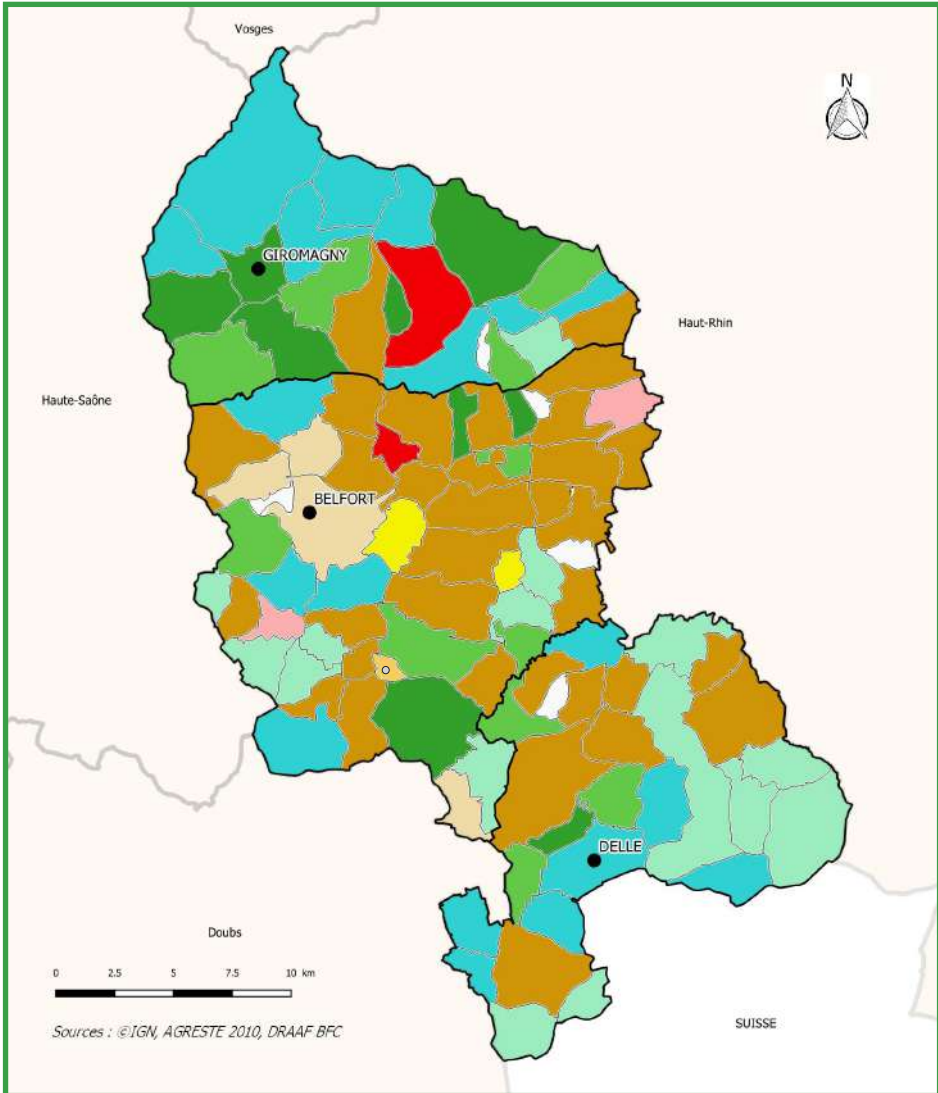 Vosges
N
GIROMAGNY
Haut-Rhin
Haute-Saône
BELFORT
DELLE
Doubs
0 2.5 5 7.5 10 km
Sources : ©IGN, AGRESTE 2010, DRAAF BFC
SUISSE